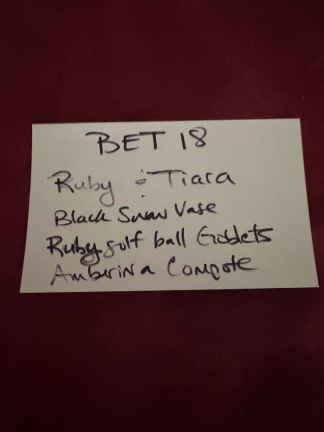 BET 18
Ruby ÷ Tiara
Black Swan Vase
Ruby golf ball Goblets
Amberina Compote